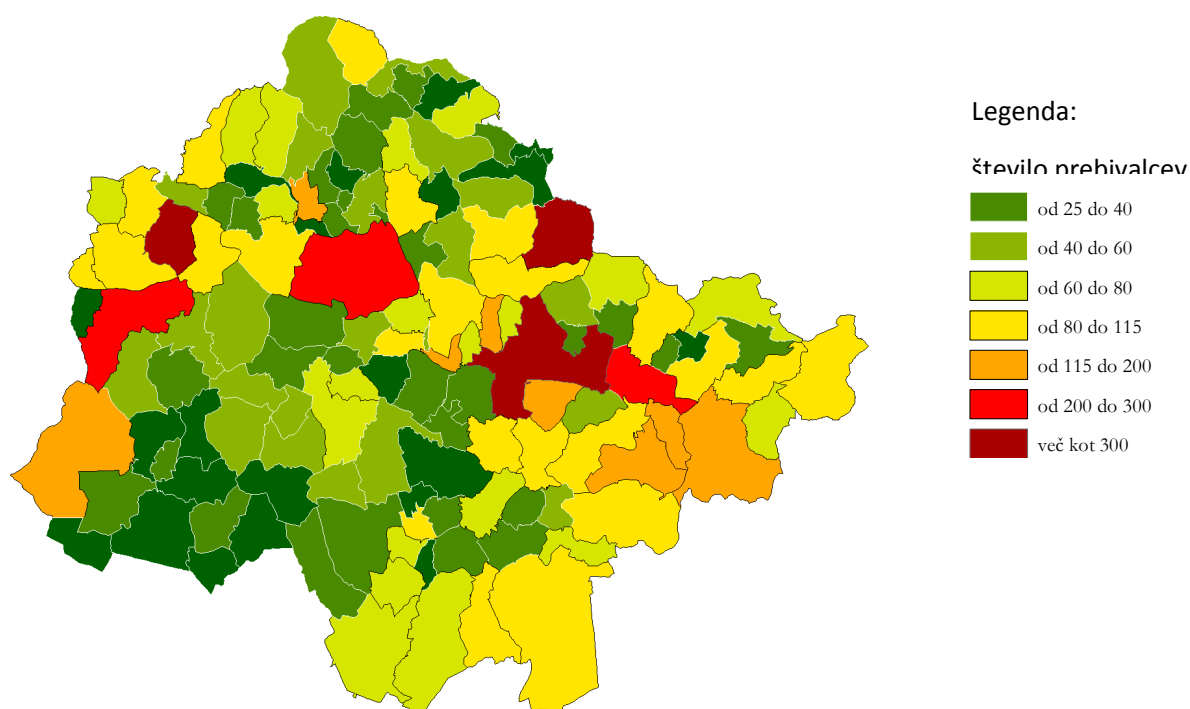 Legenda:
število prebivalcev
od 25 do 40
od 40 do 60
od 60 do 80
od 80 do 115
od 115 do 200
od 200 do 300
več kot 300